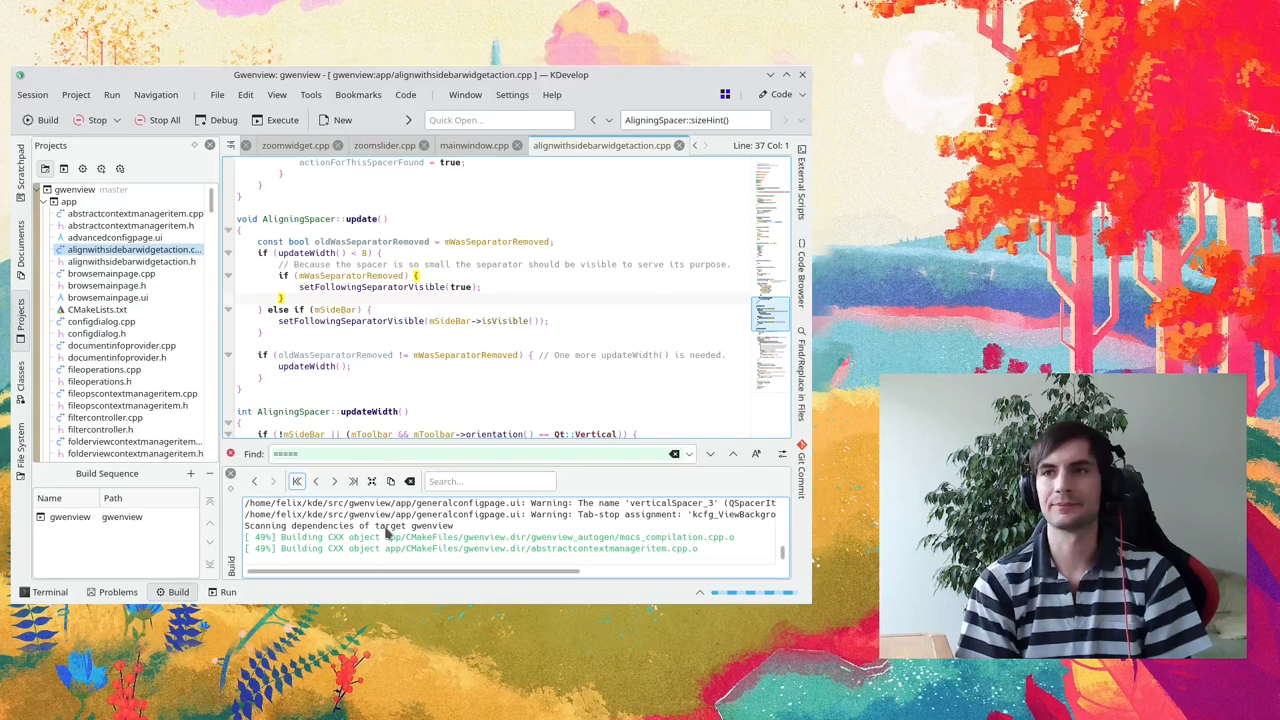 Gwenview: gwenview - [ gwenview:app/alignwithsidebarwidgetaction.cpp ] — KDevelop
Session Project Run Navigation File Edit View Tools Bookmarks Code Window Settings Help Code
Build Stop Stop All Debug Execute New Quick Open... AligningSpacer::sizeHint()
Projects
zoomwidget.cpp zoomslider.cpp mainwindow.cpp alignwithsidebarwidgetaction.cpp Line: 37 Col: 1
Scratchpad
Documents
Projects
Classes
File System
gwenview master
app
abstractcontextmanageritem.cpp
abstractcontextmanageritem.h
advancedconfigpage.ui
alignwithsidebarwidgetaction.c...
alignwithsidebarwidgetaction.h
browsemainpage.cpp
browsemainpage.h
browsemainpage.ui
CMakeLists.txt
configdialog.cpp
configdialog.h
documentinfoprovider.cpp
documentinfoprovider.h
fileoperations.cpp
fileoperations.h
fileopscontextmanageritem.cpp
fileopscontextmanageritem.h
filtercontroller.cpp
filtercontroller.h
folderviewcontextmanageritem...
folderviewcontextmanageritem.h
actionForThisSpacerFound = true;
}
}
}
void AligningSpacer::update()
{
const bool oldWasSeparatorRemoved = mWasSeparatorRemoved;
if (updateWidth() < 8) {
// Because the spacer is so small the separator should be visible to serve its purpose.
if (mWasSeparatorRemoved) {
setFollowingSeparatorVisible(true);
}
} else if (mSideBar) {
setFollowingSeparatorVisible(mSideBar->isVisible());
}
if (oldWasSeparatorRemoved != mWasSeparatorRemoved) { // One more updateWidth() is needed.
updateWidth();
}
}
int AligningSpacer::updateWidth()
{
if (!mSideBar || (mToolbar && mToolbar->orientation() == Qt::Vertical)) {
External Scripts
Code Browser
Find/Replace in Files
Git Commit
Find: =====
Build Sequence
Name Path
gwenview gwenview
Build
Search...
/home/felix/kde/src/gwenview/app/generalconfigpage.ui: Warning: The name 'verticalSpacer_3' (QSpacerIt
/home/felix/kde/src/gwenview/app/generalconfigpage.ui: Warning: Tab-stop assignment: 'kcfg_ViewBackgro
Scanning dependencies of target gwenview
[ 49%] Building CXX object app/CMakeFiles/gwenview.dir/gwenview_autogen/mocs_compilation.cpp.o
[ 49%] Building CXX object app/CMakeFiles/gwenview.dir/abstractcontextmanageritem.cpp.o
Terminal Problems Build Run